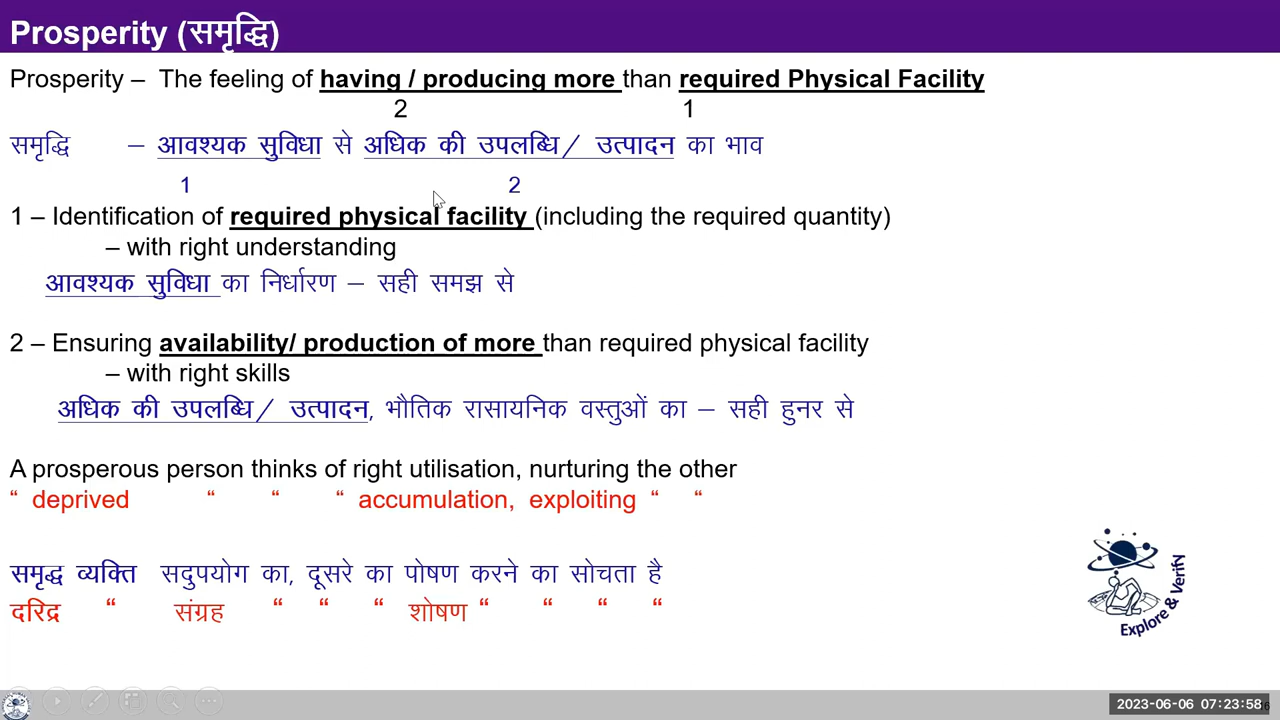 Prosperity (समृद्धि)
Prosperity – The feeling of having / producing more than required Physical Facility
2 1
समृद्धि – आवश्यक सुविधा से अधिक की उपलब्धि/ उत्पादन का भाव
1 2
1 – Identification of required physical facility (including the required quantity)
– with right understanding
आवश्यक सुविधा का निर्धारण – सही समझ से
2 – Ensuring availability/ production of more than required physical facility
– with right skills
अधिक की उपलब्धि/ उत्पादन, भौतिक रासायनिक वस्तुओं का – सही हुनर से
A prosperous person thinks of right utilisation, nurturing the other
“ deprived “ “ “ accumulation, exploiting “ “
समृद्ध व्यक्ति सदुपयोग का, दूसरे का पोषण करने का सोचता है
दरिद्र “ संग्रह “ “ “ शोषण “ “ “ “
Explore & Verify
2023-06-06 07:23:58